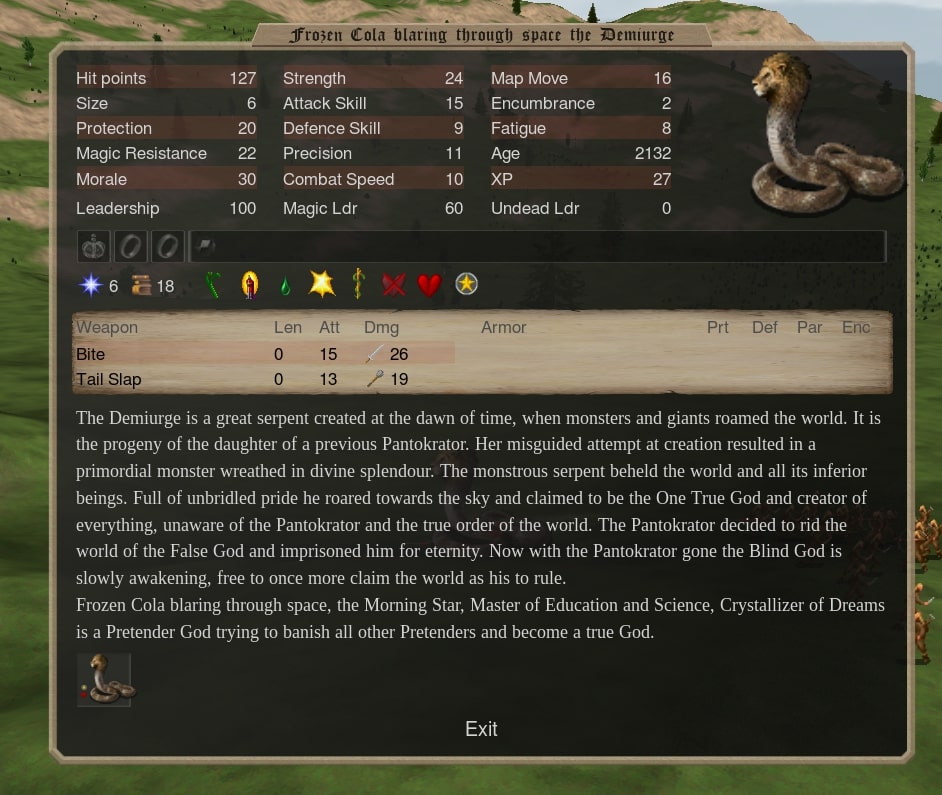 Frozen Cola blaring through space the Demiurge
Hit points 127 Strength 24 Map Move 16
Size 6 Attack Skill 15 Encumbrance 2
Protection 20 Defence Skill 9 Fatigue 8
Magic Resistance 22 Precision 11 Age 2132
Morale 30 Combat Speed 10 XP 27
Leadership 100 Magic Ldr 60 Undead Ldr 0
6 18
Weapon Len Att Dmg Armor Prt Def Par Enc
Bite 0 15 26
Tail Slap 0 13 19
The Demiurge is a great serpent created at the dawn of time, when monsters and giants roamed the world. It is
the progeny of the daughter of a previous Pantokrator. Her misguided attempt at creation resulted in a
primordial monster wreathed in divine splendour. The monstrous serpent beheld the world and all its inferior
beings. Full of unbridled pride he roared towards the sky and claimed to be the One True God and creator of
everything, unaware of the Pantokrator and the true order of the world. The Pantokrator decided to rid the
world of the False God and imprisoned him for eternity. Now with the Pantokrator gone the Blind God is
slowly awakening, free to once more claim the world as his to rule.
Frozen Cola blaring through space, the Morning Star, Master of Education and Science, Crystallizer of Dreams
is a Pretender God trying to banish all other Pretenders and become a true God.
Exit